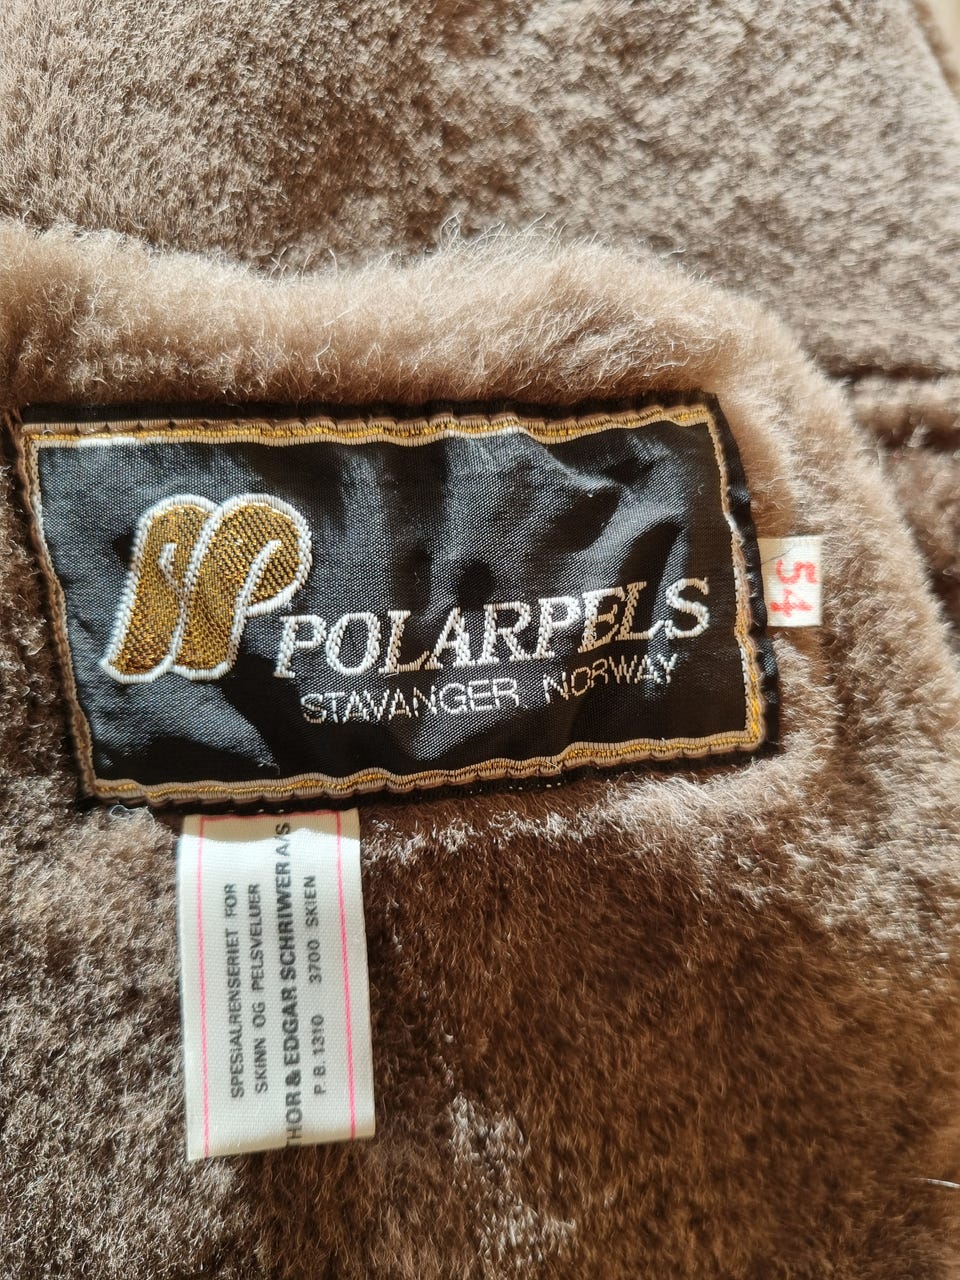 POLARPELS
STAVANGER NORWAY
54
SPESIALRENSERIET FOR
SKINN OG PELSVELUER
THOR & EDGAR SCHRIWER A/S
P.B. 1310 3700 SKIEN